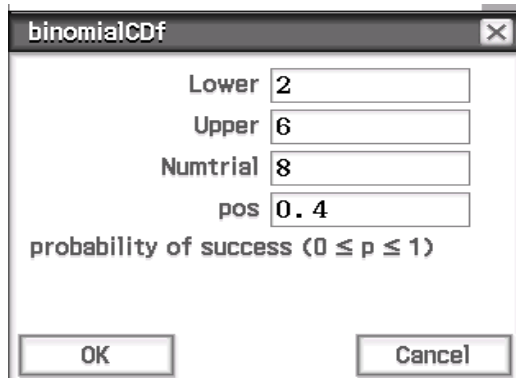 binomialCDf
Lower 2
Upper 6
Numtrial 8
pos 0.4
probability of success (0 ≤ p ≤ 1)
OK Cancel